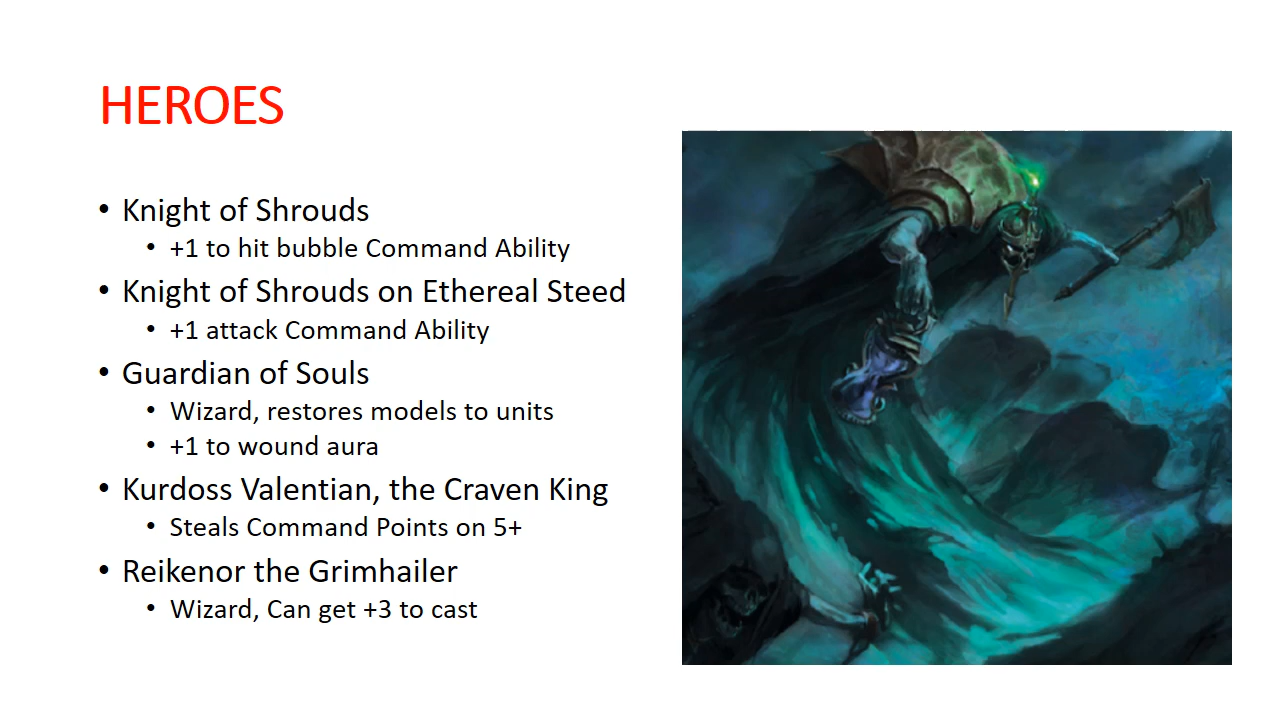 HEROES
• Knight of Shrouds
• +1 to hit bubble Command Ability
• Knight of Shrouds on Ethereal Steed
• +1 attack Command Ability
• Guardian of Souls
• Wizard, restores models to units
• +1 to wound aura
• Kurdoss Valentian, the Craven King
• Steals Command Points on 5+
• Reikenor the Grimhailer
• Wizard, Can get +3 to cast